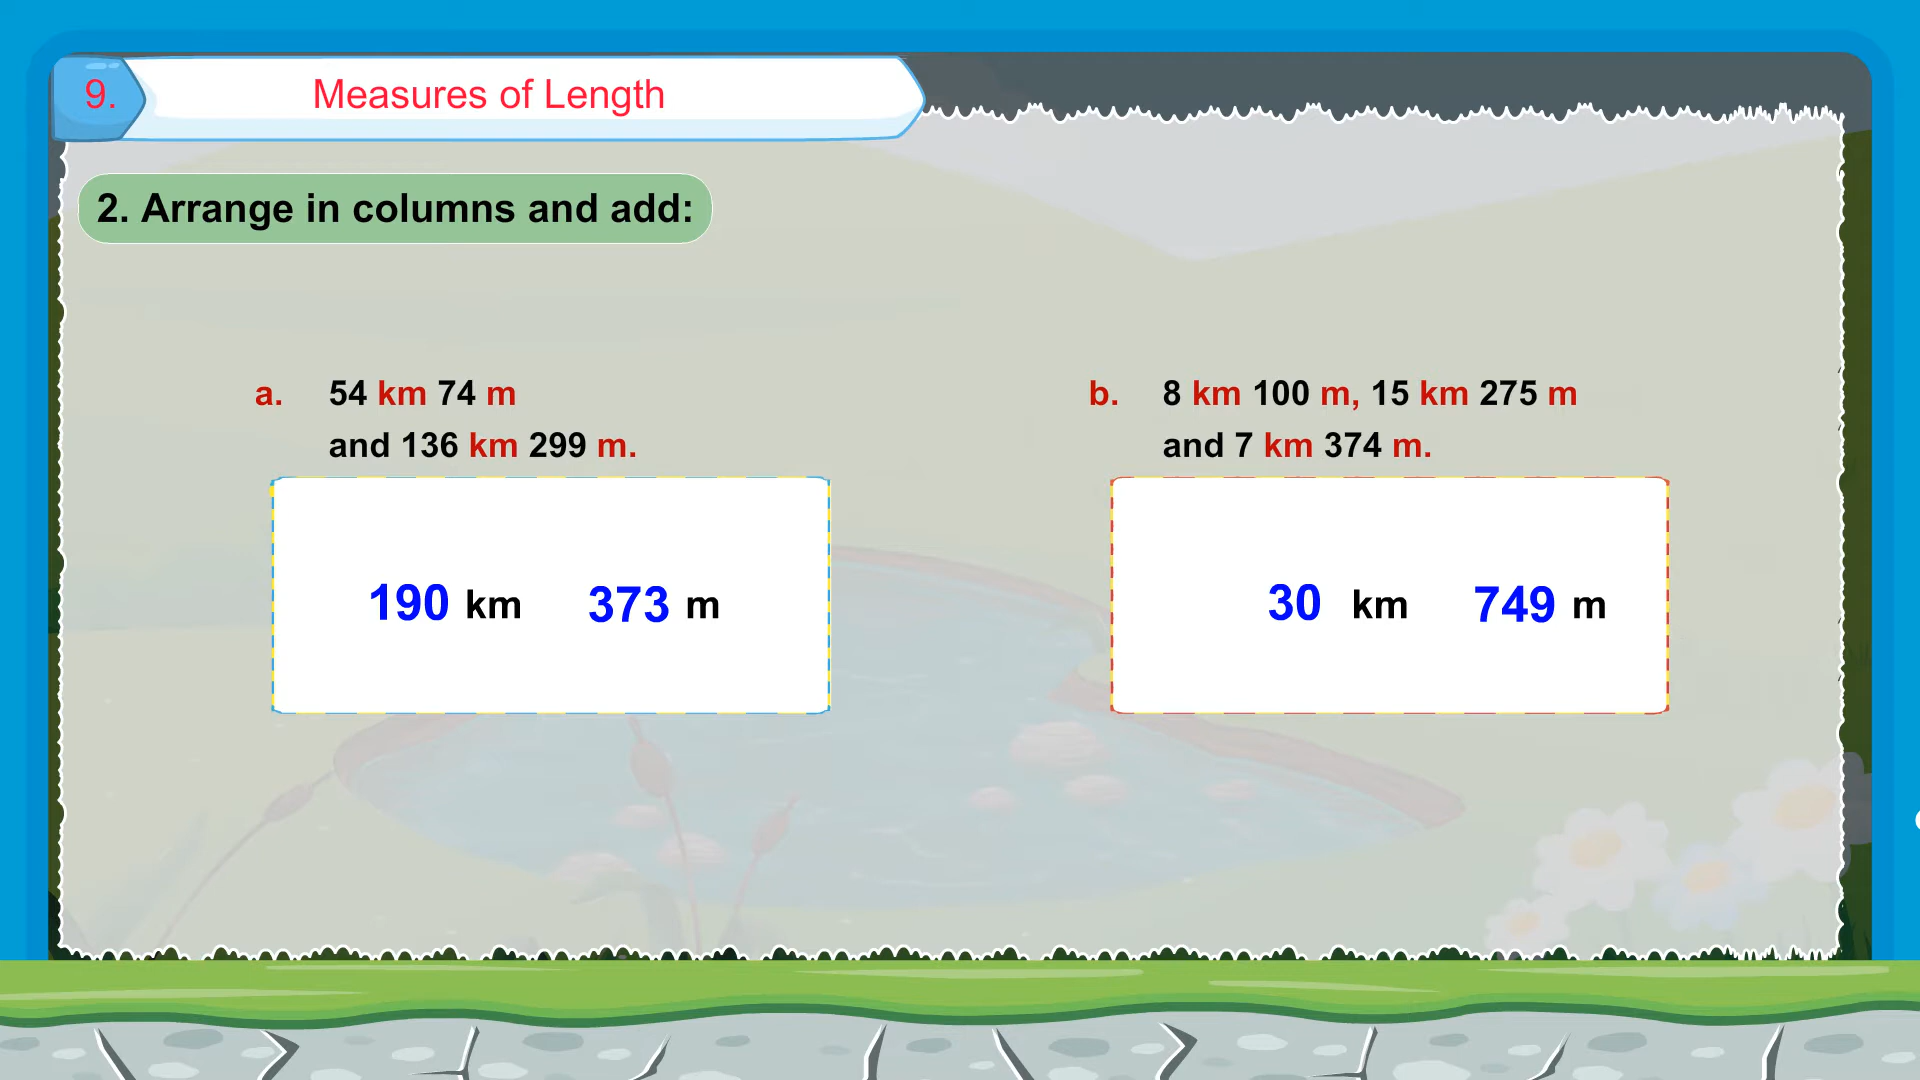 9. Measures of Length
2. Arrange in columns and add:
a. 54 km 74 m
and 136 km 299 m.
190 km 373 m
b. 8 km 100 m, 15 km 275 m
and 7 km 374 m.
30 km 749 m